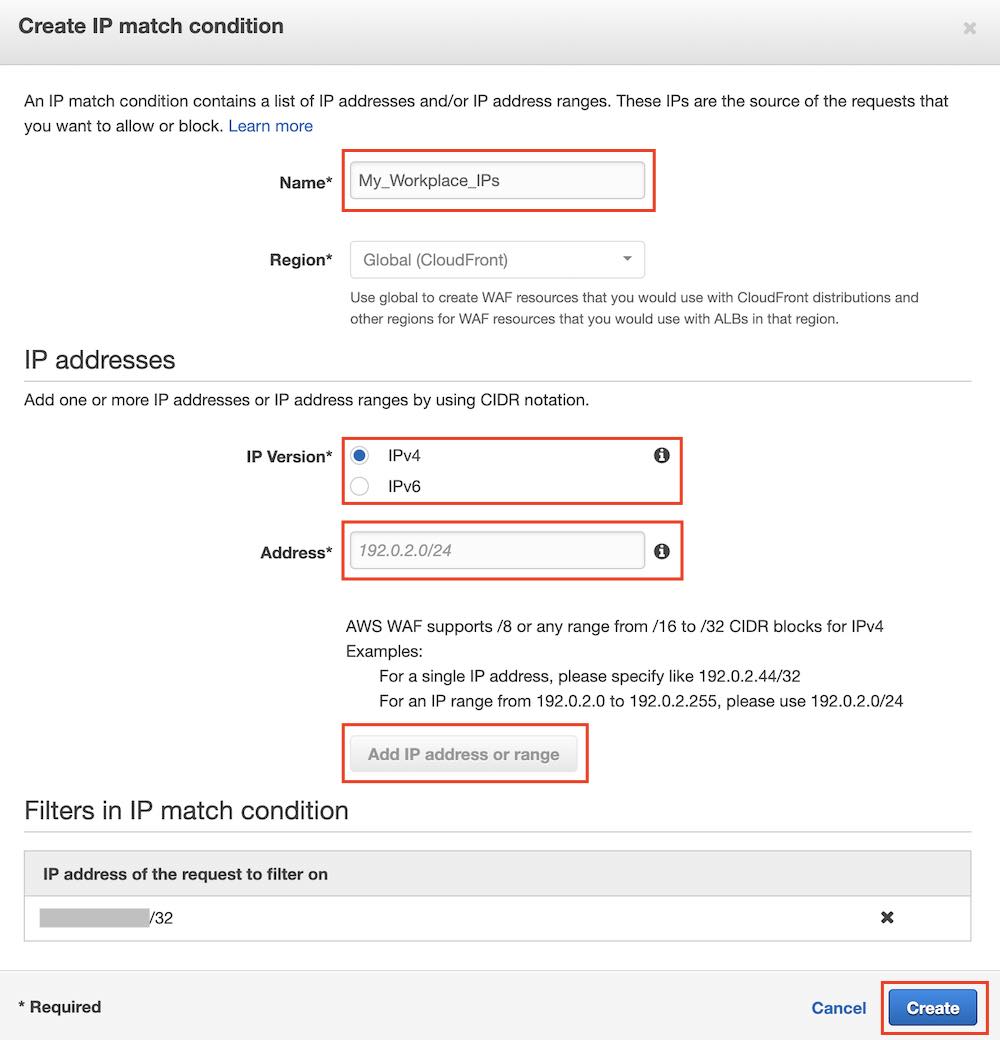 Create IP match condition
An IP match condition contains a list of IP addresses and/or IP address ranges. These IPs are the source of the requests that
you want to allow or block. Learn more
Name* My_Workplace_IPs
Region* Global (CloudFront)
Use global to create WAF resources that you would use with CloudFront distributions and
other regions for WAF resources that you would use with ALBs in that region.
IP addresses
Add one or more IP addresses or IP address ranges by using CIDR notation.
IP Version* IPv4
IPv6
Address* 192.0.2.0/24
AWS WAF supports /8 or any range from /16 to /32 CIDR blocks for IPv4
Examples:
For a single IP address, please specify like 192.0.2.44/32
For an IP range from 192.0.2.0 to 192.0.2.255, please use 192.0.2.0/24
Add IP address or range
Filters in IP match condition
IP address of the request to filter on
/32
* Required
Cancel Create